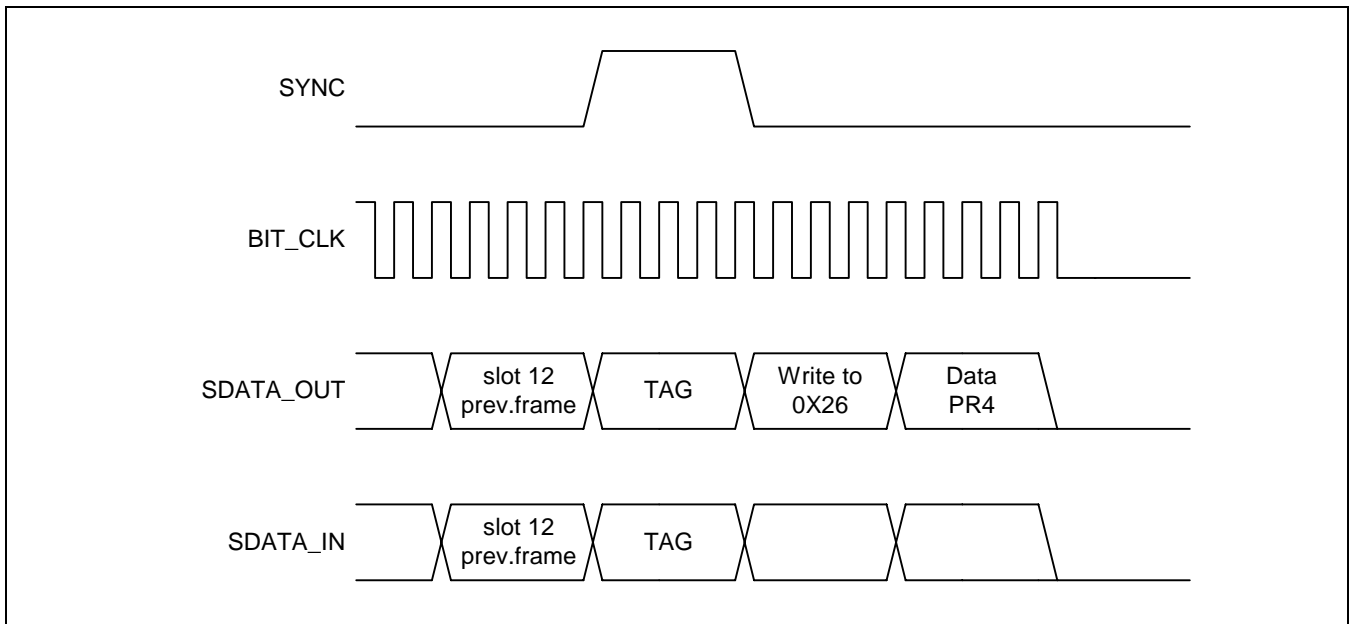 SYNC
BIT_CLK
SDATA_OUT
slot 12
prev.frame
TAG
Write to
0X26
Data
PR4
SDATA_IN
slot 12
prev.frame
TAG